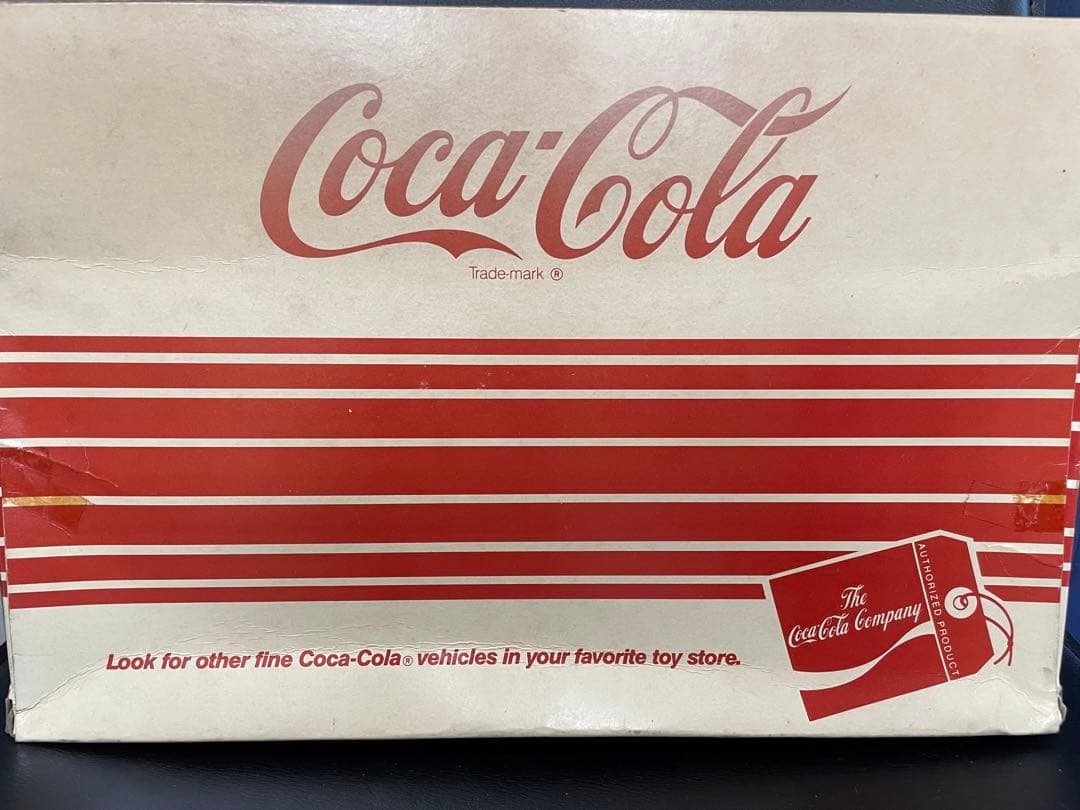 Coca-Cola
Trade-mark ®
Look for other fine Coca-Cola® vehicles in your favorite toy store.
The
Coca-Cola Company
AUTHORIZED PRODUCT